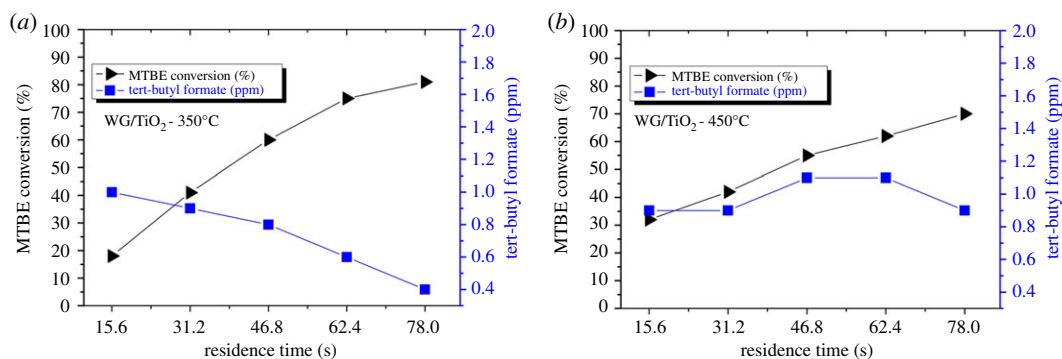 (a)
100
90
80
70
60
50
40
30
20
10
0
MTBE conversion (%)
MTBE conversion (%)
tert-butyl formate (ppm)
WG/TiO2 - 350°C
2.0
1.8
1.6
1.4
1.2
1.0
0.8
0.6
0.4
tert-butyl formate (ppm)
15.6 31.2 46.8 62.4 78.0
residence time (s)
(b)
100
90
80
70
60
50
40
30
20
10
0
MTBE conversion (%)
MTBE conversion (%)
tert-butyl formate (ppm)
WG/TiO2 - 450°C
2.0
1.8
1.6
1.4
1.2
1.0
0.8
0.6
0.4
tert-butyl formate (ppm)
15.6 31.2 46.8 62.4 78.0
residence time (s)